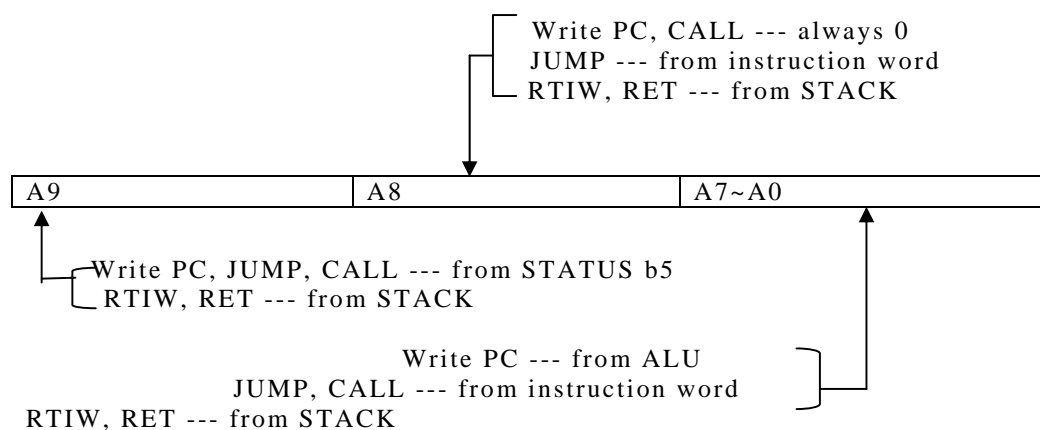 Write PC, CALL --- always 0
JUMP --- from instruction word
RTIW, RET --- from STACK
A9 A8 A7~A0
Write PC, JUMP, CALL --- from STATUS b5
RTIW, RET --- from STACK
Write PC --- from ALU
JUMP, CALL --- from instruction word
RTIW, RET --- from STACK